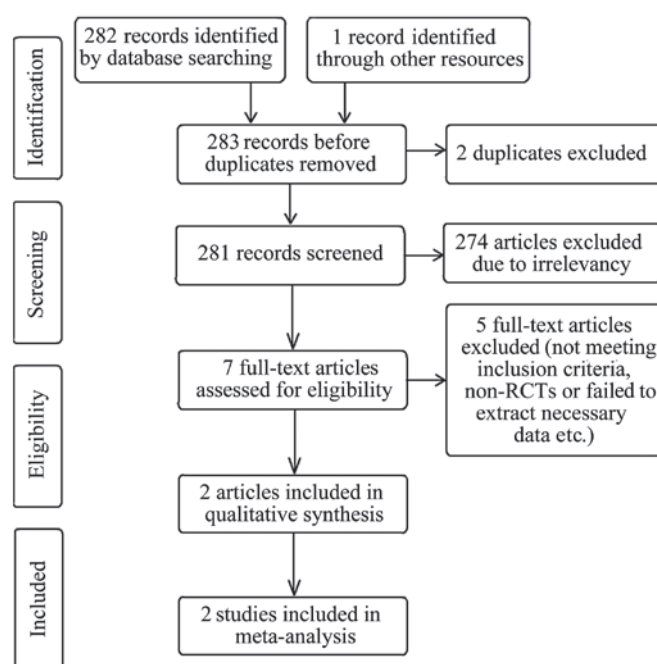 282 records identified
by database searching
1 record identified
through other resources
Identification
283 records before
duplicates removed
2 duplicates excluded
Screening
281 records screened
274 articles excluded
due to irrelevancy
7 full-text articles
assessed for eligibility
5 full-text articles
excluded (not meeting
inclusion criteria,
non-RCTs or failed to
extract necessary
data etc.)
Eligibility
2 articles included in
qualitative synthesis
Included
2 studies included in
meta-analysis